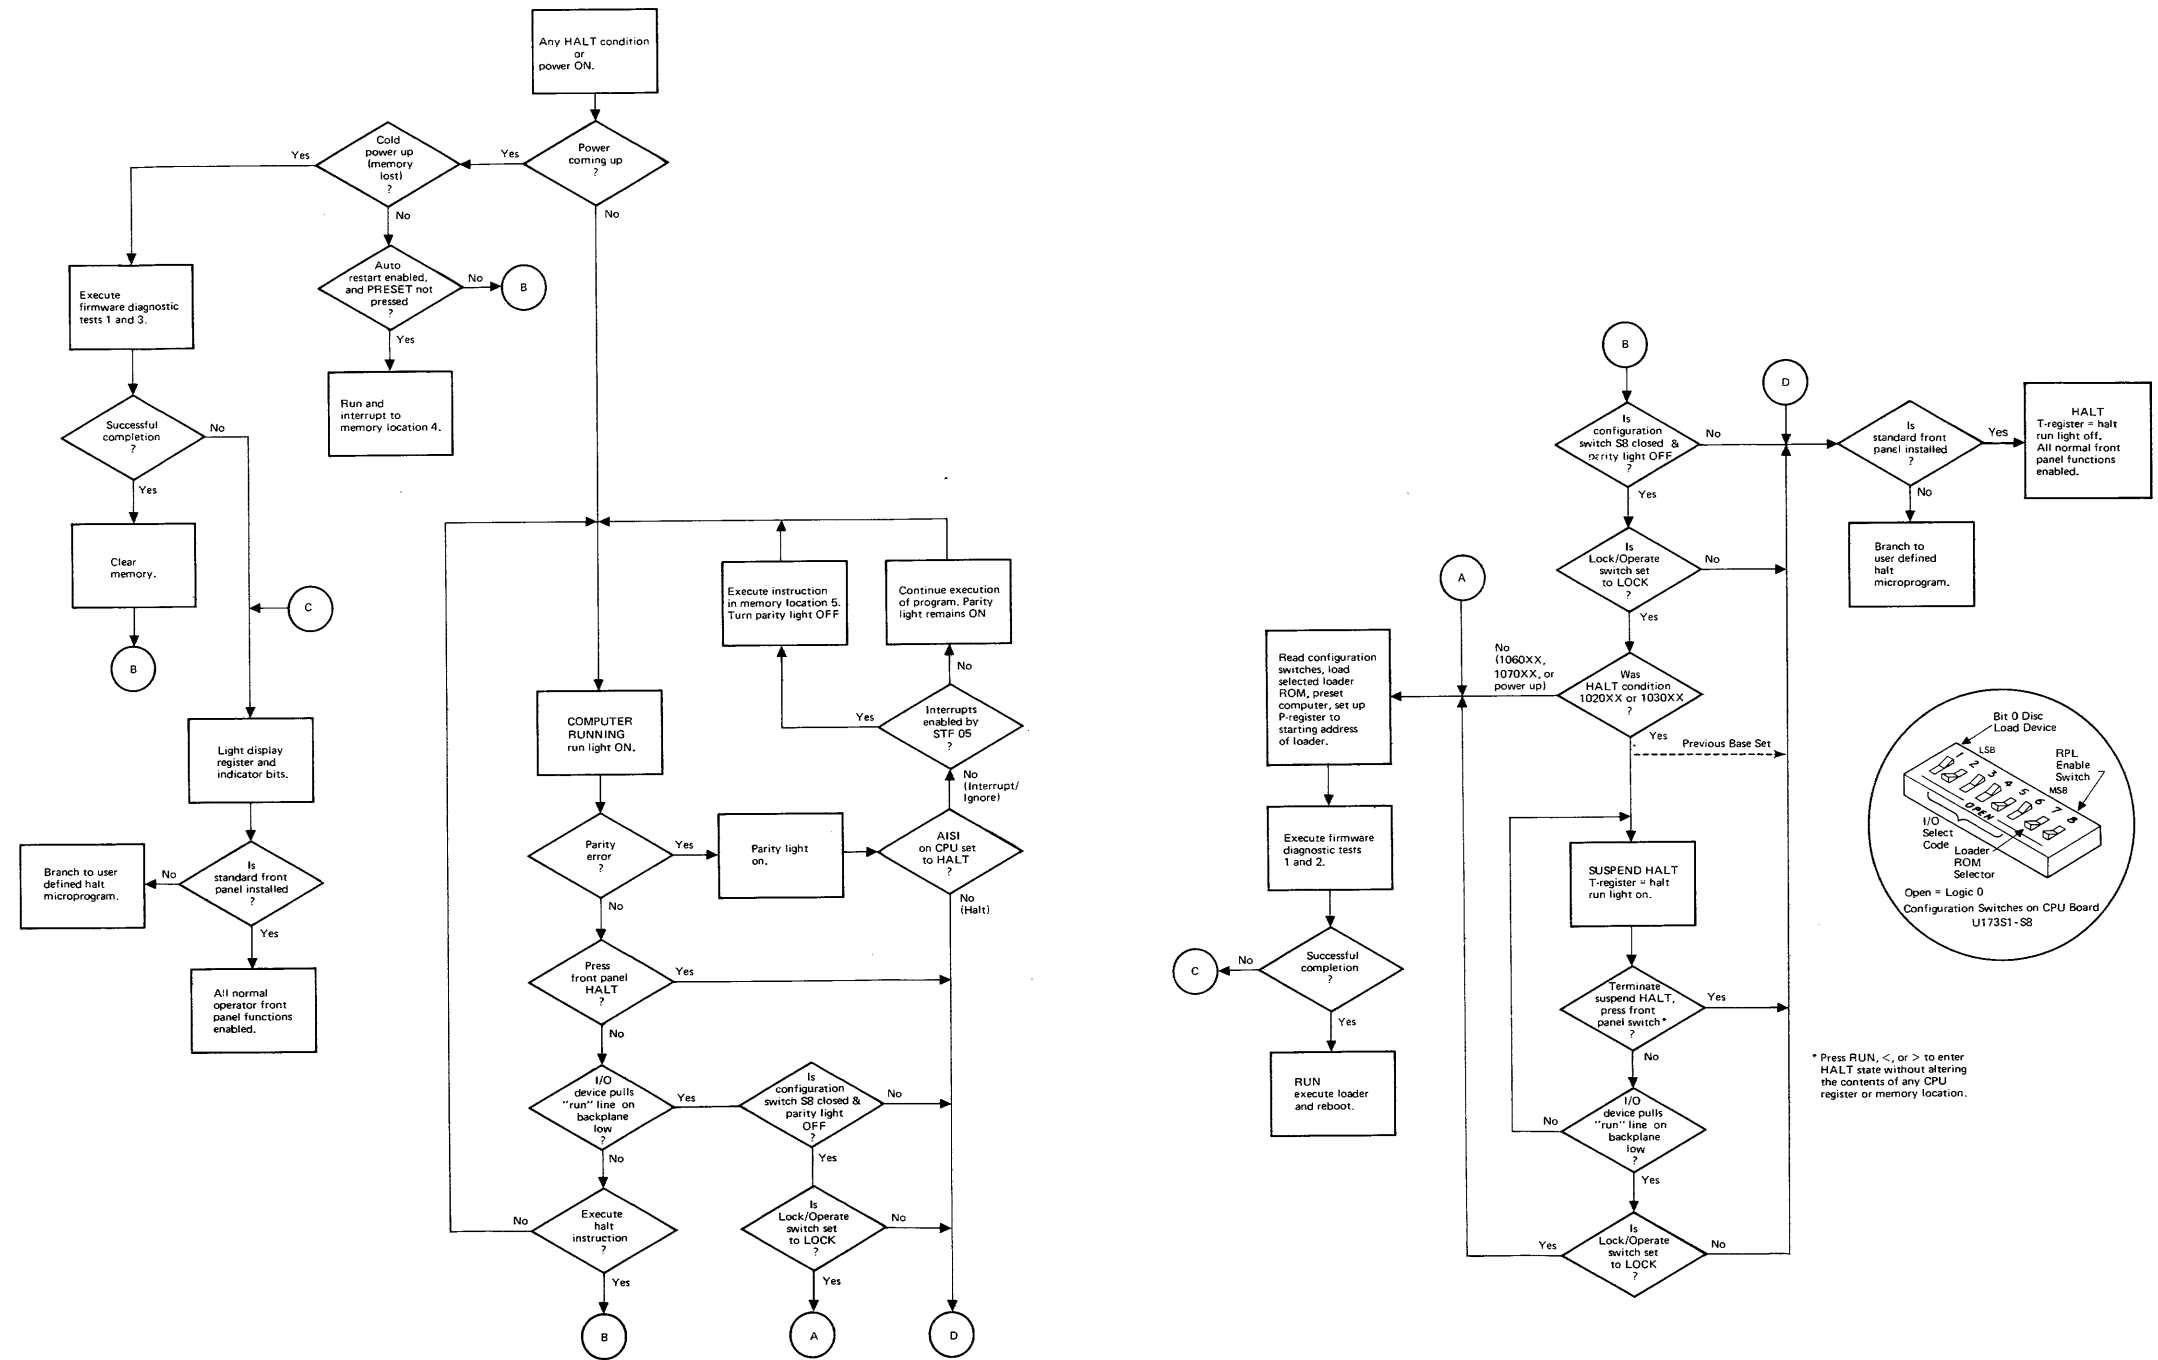 Any HALT condition
or
power ON.
Power
coming up
?
Yes
No
Cold
power up
(memory
lost)
?
Yes
No
Auto
restart enabled,
and PRESET not
pressed
?
No
B
Yes
Run and
interrupt to
memory location 4.
Execute
firmware diagnostic
tests 1 and 3.
Successful
completion
?
No
Yes
Clear
memory.
B
C
Light display
register and
indicator bits.
Is
standard front
panel installed
?
No
Branch to user
defined halt
microprogram.
Yes
All normal
operator front
panel functions
enabled.
COMPUTER
RUNNING
run light ON.
Parity
error
?
Yes
Parity light
on.
No
AISI
on CPU set
to HALT
?
No
(Interrupt/
Ignore)
No
(Halt)
Interrupts
enabled by
STF 05
?
Yes
No
Execute instruction
in memory location 5.
Turn parity light OFF
Continue execution
of program. Parity
light remains ON
Press
front panel
HALT
?
Yes
No
I/O
device pulls
"run" line on
backplane
low
?
Yes
No
Is
configuration
switch S8 closed &
parity light
OFF
?
No
Yes
Is
Lock/Operate
switch set
to LOCK
?
No
Yes
Execute
halt
instruction
?
No
Yes
B
A
D
B
Is
configuration
switch S8 closed &
parity light OFF
?
No
Yes
D
Is
standard front
panel installed
?
Yes
HALT
T-register = halt
run light off.
All normal front
panel functions
enabled.
No
Branch to
user defined
halt
microprogram.
Is
Lock/Operate
switch set
to LOCK
?
No
Yes
A
Was
HALT condition
1020XX or 1030XX
?
No
(1060XX,
1070XX, or
power up)
Yes
Previous Base Set
Read configuration
switches, load
selected loader
ROM, preset
computer, set up
P-register to
starting address
of loader.
Execute firmware
diagnostic tests
1 and 2.
Successful
completion
?
No
C
Yes
RUN
execute loader
and reboot.
SUSPEND HALT
T-register = halt
run light on.
Terminate
suspend HALT,
press front
panel switch*
?
Yes
No
I/O
device pulls
"run" line on
backplane
low
?
No
Yes
Is
Lock/Operate
switch set
to LOCK
?
Yes
No
Bit 0 Disc
Load Device
RPL
Enable
Switch
LSB
MSB
1 2 3 4 5 6 7 8
OPEN
I/O
Select
Code
Loader
ROM
Selector
Open = Logic 0
Configuration Switches on CPU Board
U173S1-S8
* Press RUN, <, or > to enter
HALT state without altering
the contents of any CPU
register or memory location.